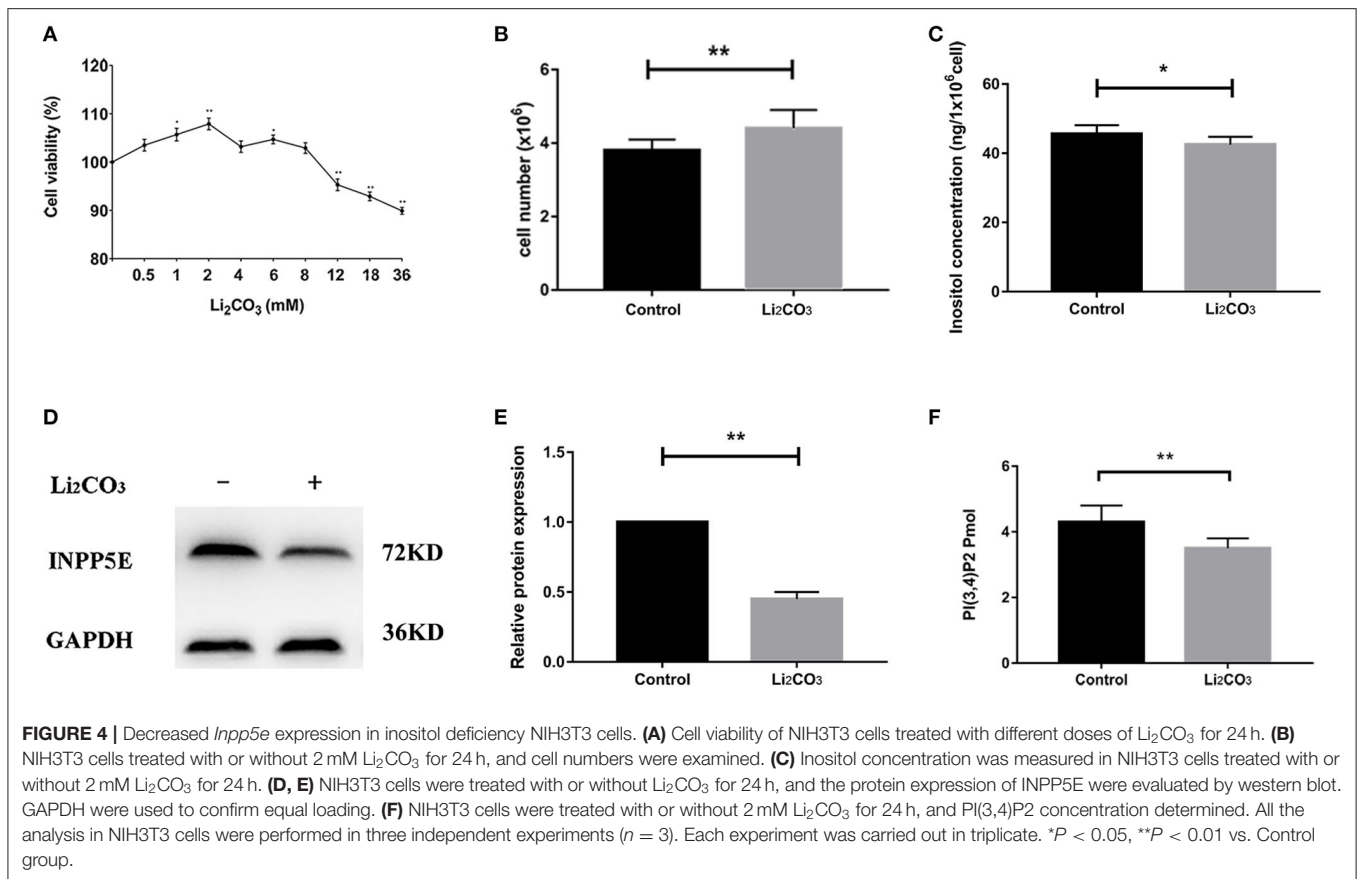 A
120
110
100
90
80
Cell viability (%)
*
**
*
**
**
**
0.5 1 2 4 6 8 12 18 36
Li₂CO₃ (mM)
B
6
4
2
0
cell number (x10⁶)
**
Control Li₂CO₃
C
60
40
20
0
Inositol concentration (ng/1x10⁶cell)
*
Control Li₂CO₃
D
Li₂CO₃ − +
INPP5E 72KD
GAPDH 36KD
E
1.5
1.0
0.5
0.0
Relative protein expression
**
Control Li₂CO₃
F
6
4
2
0
PI(3,4)P2 Pmol
**
Control Li₂CO₃
FIGURE 4 | Decreased Inpp5e expression in inositol deficiency NIH3T3 cells. (A) Cell viability of NIH3T3 cells treated with different doses of Li₂CO₃ for 24 h. (B)
NIH3T3 cells treated with or without 2 mM Li₂CO₃ for 24 h, and cell numbers were examined. (C) Inositol concentration was measured in NIH3T3 cells treated with or
without 2 mM Li₂CO₃ for 24 h. (D, E) NIH3T3 cells were treated with or without Li₂CO₃ for 24 h, and the protein expression of INPP5E were evaluated by western blot.
GAPDH were used to confirm equal loading. (F) NIH3T3 cells were treated with or without 2 mM Li₂CO₃ for 24 h, and PI(3,4)P2 concentration determined. All the
analysis in NIH3T3 cells were performed in three independent experiments (n = 3). Each experiment was carried out in triplicate. *P < 0.05, **P < 0.01 vs. Control
group.